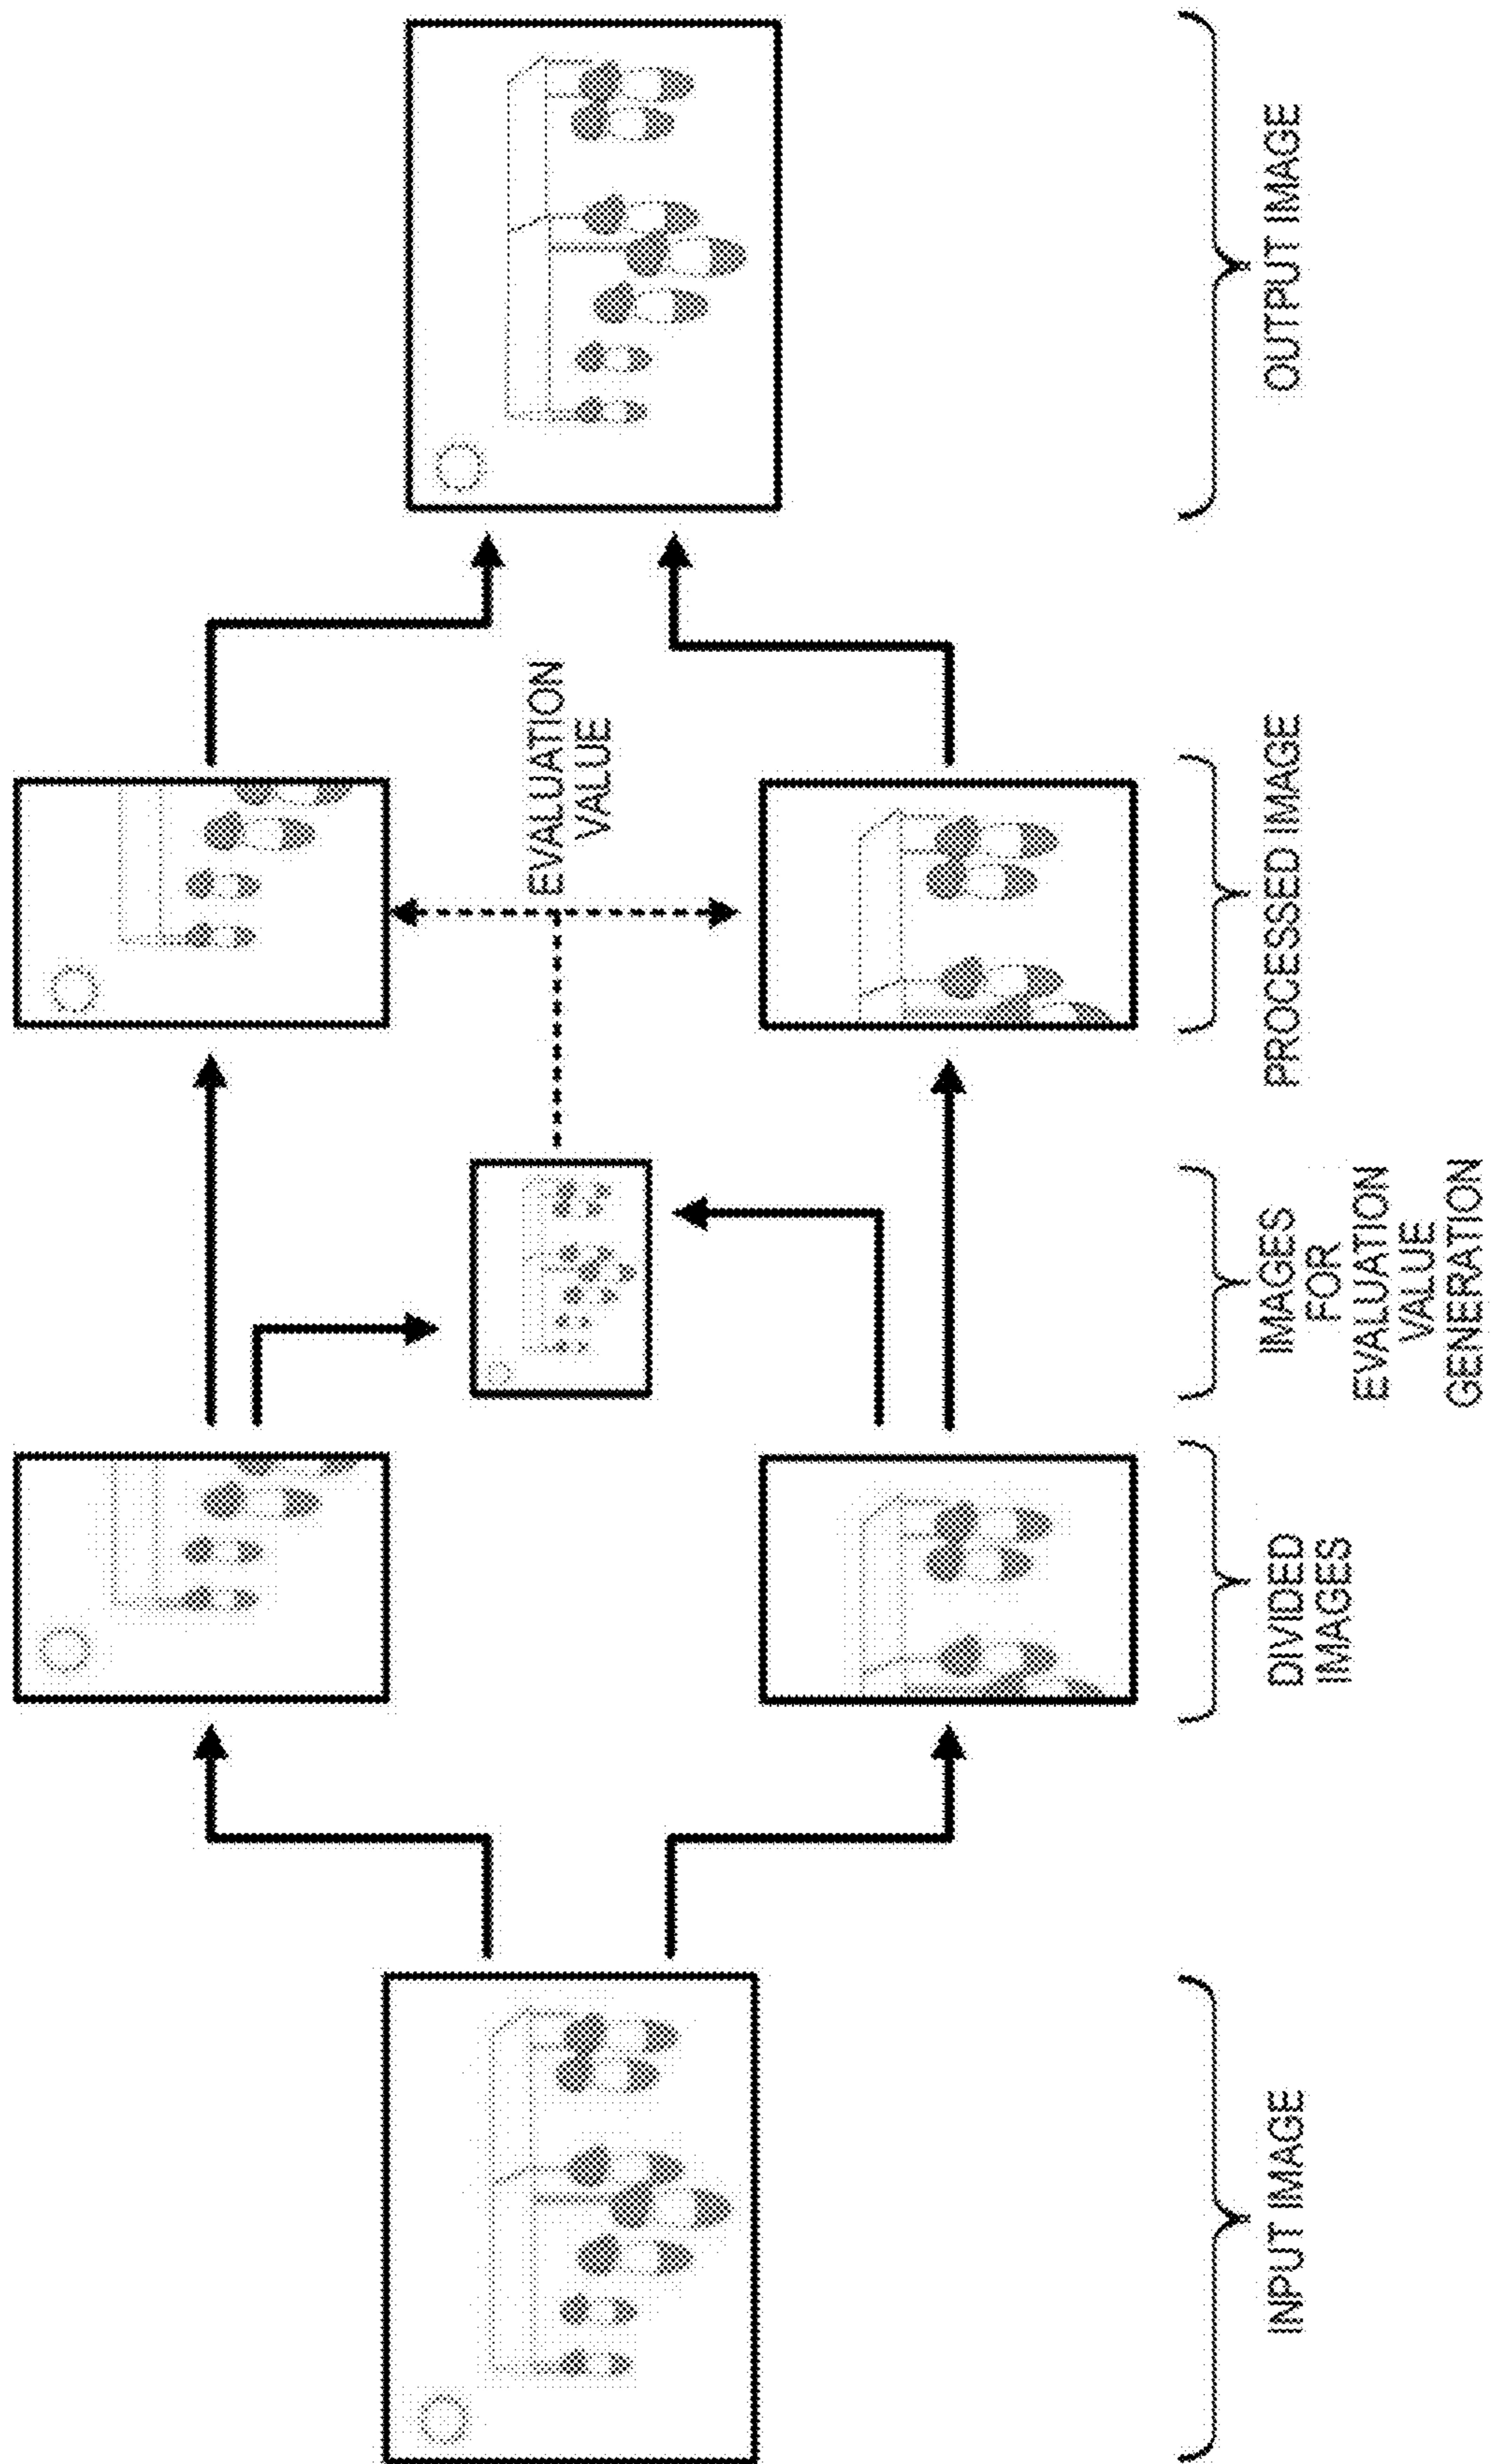 EVALUATION
VALUE
INPUT IMAGE
DIVIDED
IMAGES
IMAGES
FOR
EVALUATION
VALUE
GENERATION
PROCESSED IMAGE
OUTPUT IMAGE